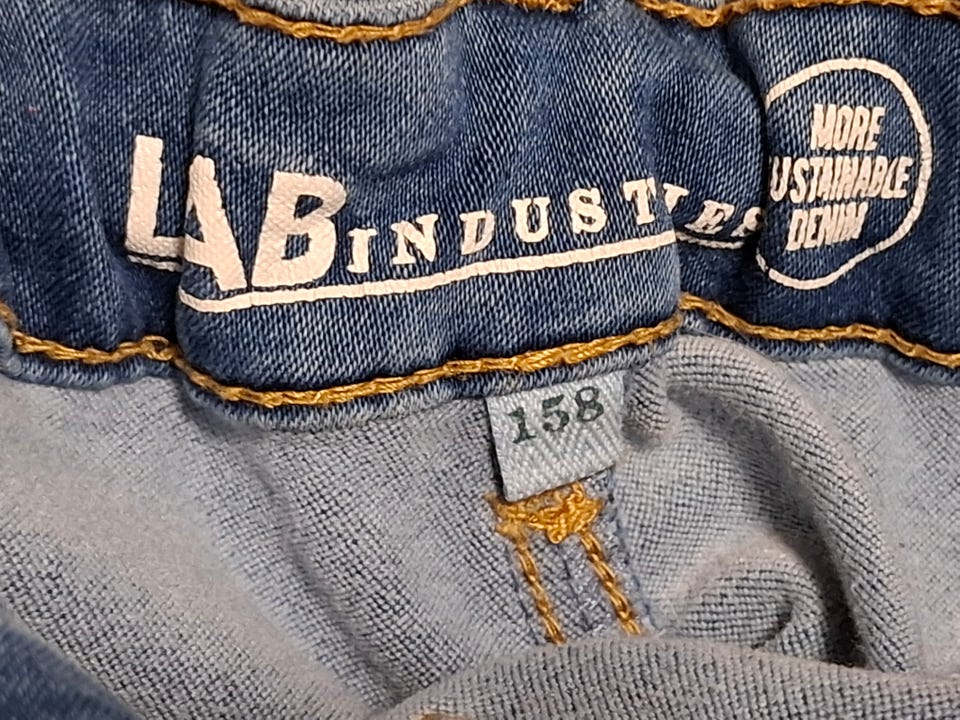 LAB INDUSTRIES
MORE
SUSTAINABLE
DENIM
158